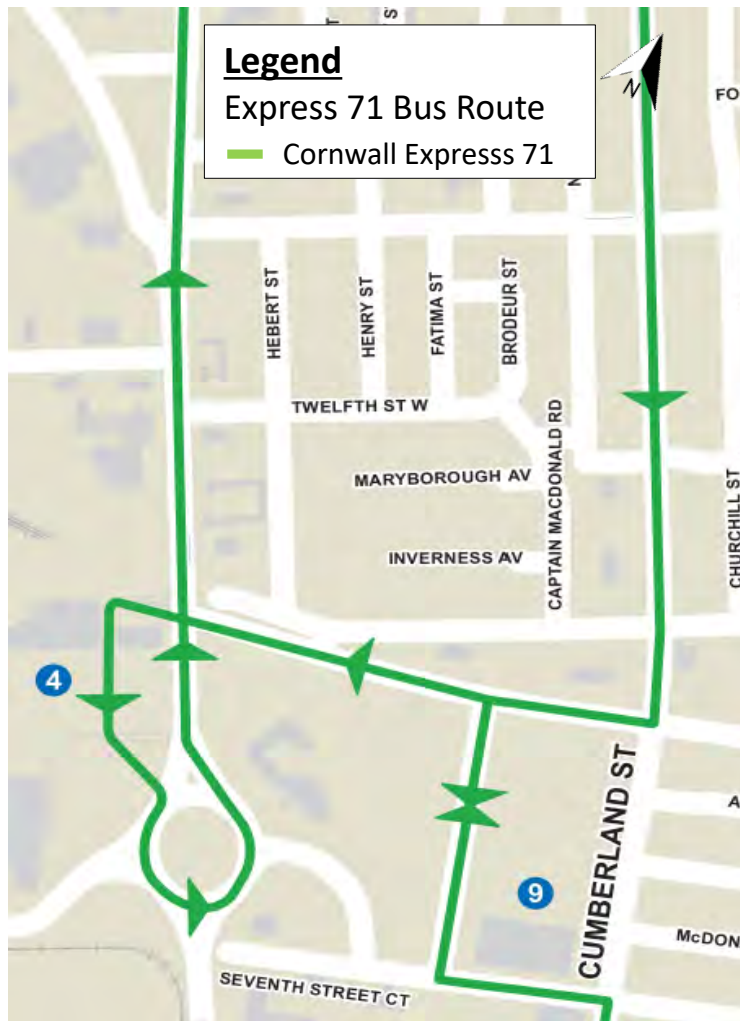 Legend
Express 71 Bus Route
Cornwall Expresss 71
N
FO
HEBERT ST
HENRY ST
FATIMA ST
BRODEUR ST
TWELFTH ST W
MARYBOROUGH AV
CAPTAIN MACDONALD RD
CHURCHILL ST
INVERNESS AV
4
CUMBERLAND ST
A
9
McDON
SEVENTH STREET CT